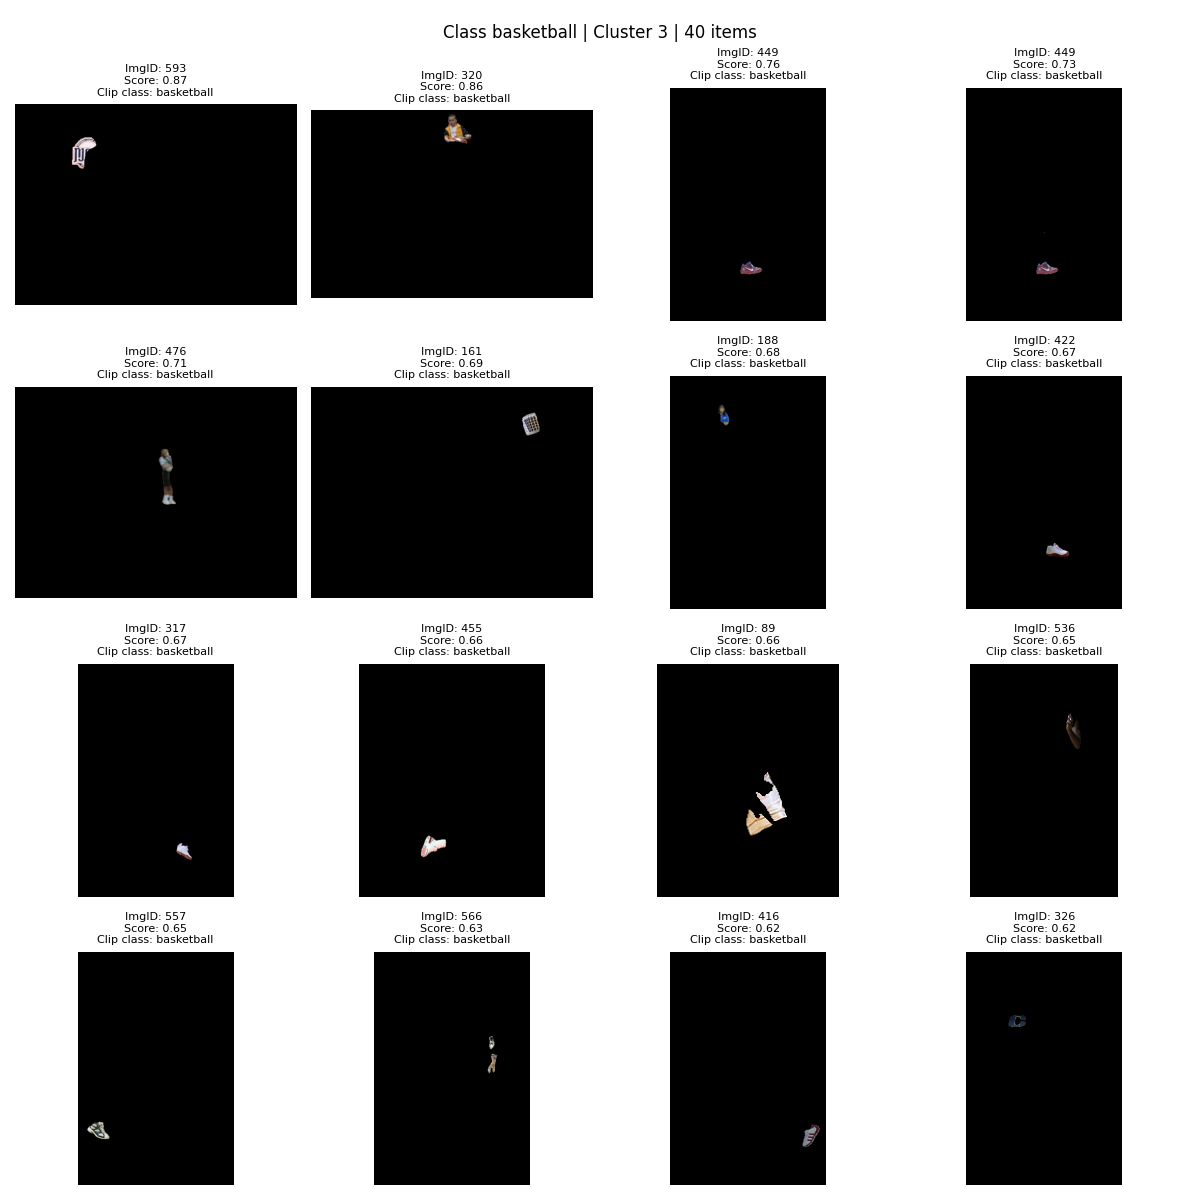 Class basketball | Cluster 3 | 40 items
ImgID: 593
Score: 0.87
Clip class: basketball
ImgID: 320
Score: 0.86
Clip class: basketball
ImgID: 449
Score: 0.76
Clip class: basketball
ImgID: 449
Score: 0.73
Clip class: basketball
ImgID: 476
Score: 0.71
Clip class: basketball
ImgID: 161
Score: 0.69
Clip class: basketball
ImgID: 188
Score: 0.68
Clip class: basketball
ImgID: 422
Score: 0.67
Clip class: basketball
ImgID: 317
Score: 0.67
Clip class: basketball
ImgID: 455
Score: 0.66
Clip class: basketball
ImgID: 89
Score: 0.66
Clip class: basketball
ImgID: 536
Score: 0.65
Clip class: basketball
ImgID: 557
Score: 0.65
Clip class: basketball
ImgID: 566
Score: 0.63
Clip class: basketball
ImgID: 416
Score: 0.62
Clip class: basketball
ImgID: 326
Score: 0.62
Clip class: basketball